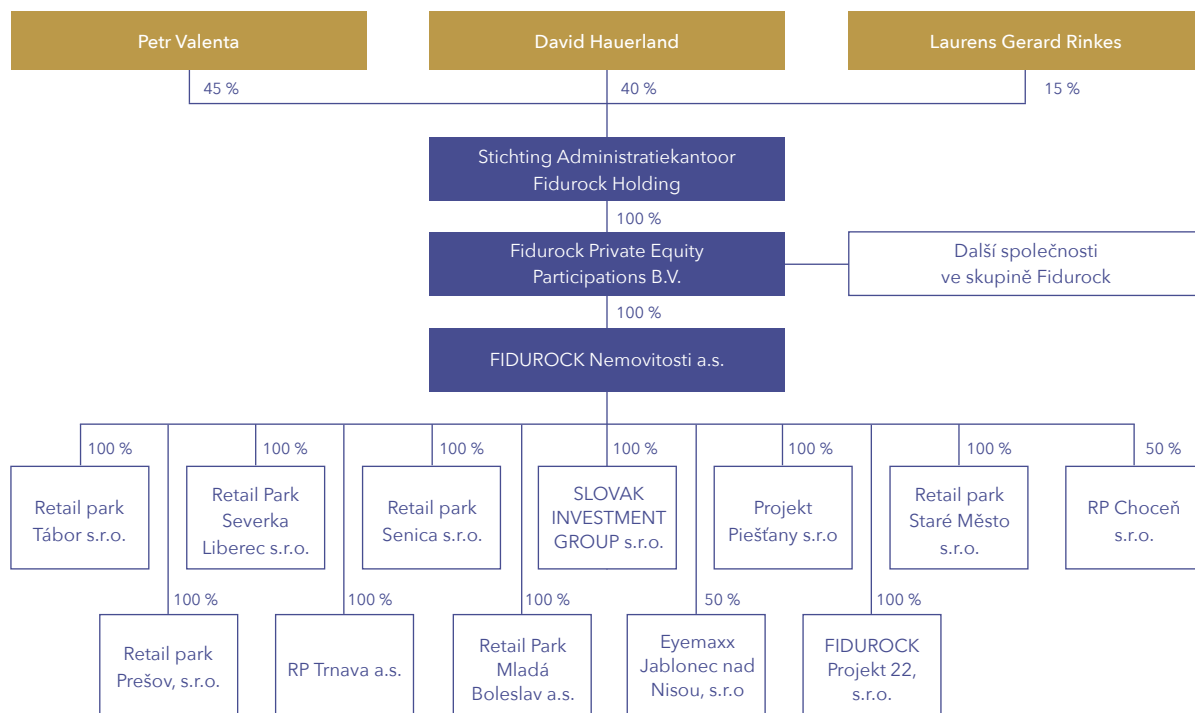 Petr Valenta
David Hauerland
Laurens Gerard Rinkes
45 %
40 %
15 %
Stichting Administratiekantoor
Fidurock Holding
100 %
Fidurock Private Equity
Participations B.V.
Další společnosti
ve skupině Fidurock
100 %
FIDUROCK Nemovitosti a.s.
100 %
100 %
100 %
100 %
100 %
100 %
50 %
Retail park
Tábor s.r.o.
Retail Park
Severka
Liberec s.r.o.
Retail park
Senica s.r.o.
SLOVAK
INVESTMENT
GROUP s.r.o.
Projekt
Piešťany s.r.o
Retail park
Staré Město
s.r.o.
RP Choceň
s.r.o.
100 %
100 %
100 %
50 %
100 %
Retail park
Prešov, s.r.o.
RP Trnava a.s.
Retail Park
Mladá
Boleslav a.s.
Eyemaxx
Jablonec nad
Nisou, s.r.o
FIDUROCK
Projekt 22,
s.r.o.